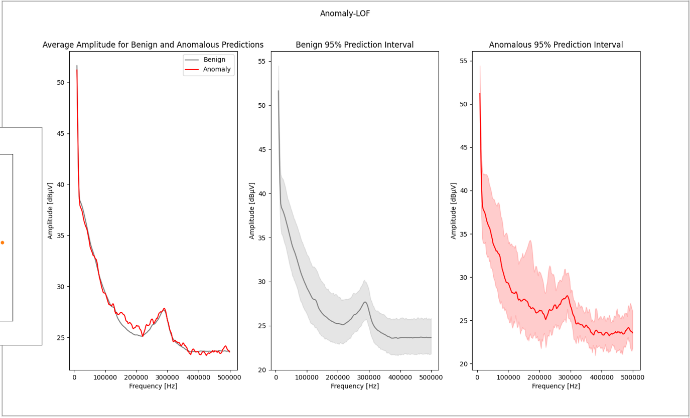 Anomaly-LOF
Average Amplitude for Benign and Anomalous Predictions
Benign
Anomaly
50
45
40
35
30
25
Amplitude [dBµV]
0 100000 200000 300000 400000 500000
Frequency [Hz]
Benign 95% Prediction Interval
55
50
45
40
35
30
25
20
Amplitude [dBµV]
0 100000 200000 300000 400000 500000
Frequency [Hz]
Anomalous 95% Prediction Interval
55
50
45
40
35
30
25
20
Amplitude [dBµV]
0 100000 200000 300000 400000 500000
Frequency [Hz]